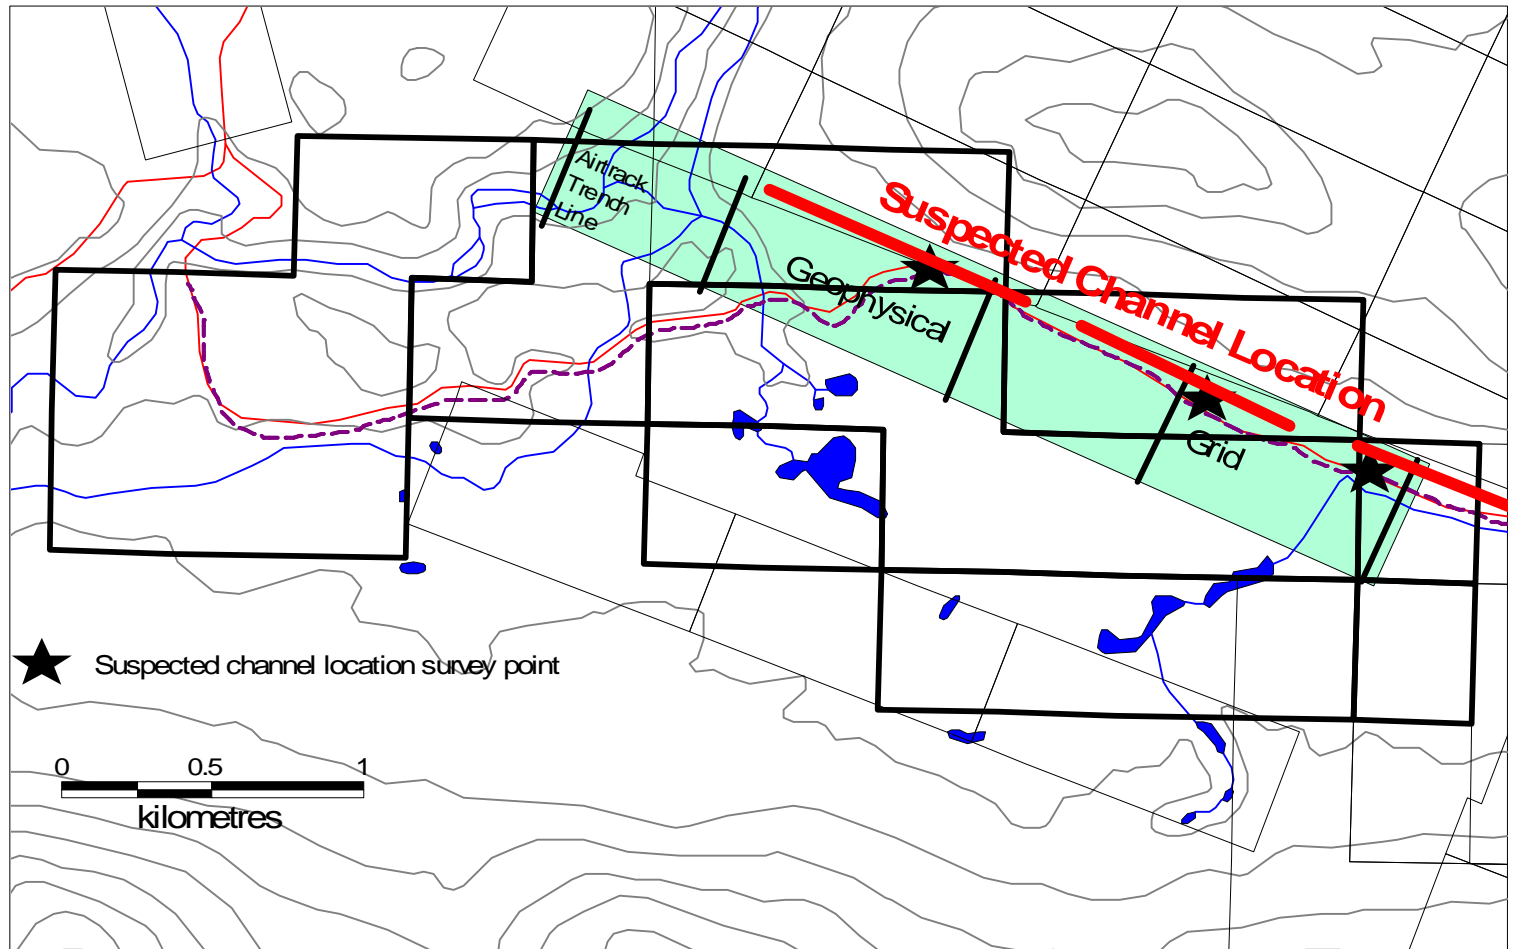 Airtrack
Trench
Line
Suspected Channel Location
Geophysical
Grid
Suspected channel location survey point
0 0.5 1
kilometres